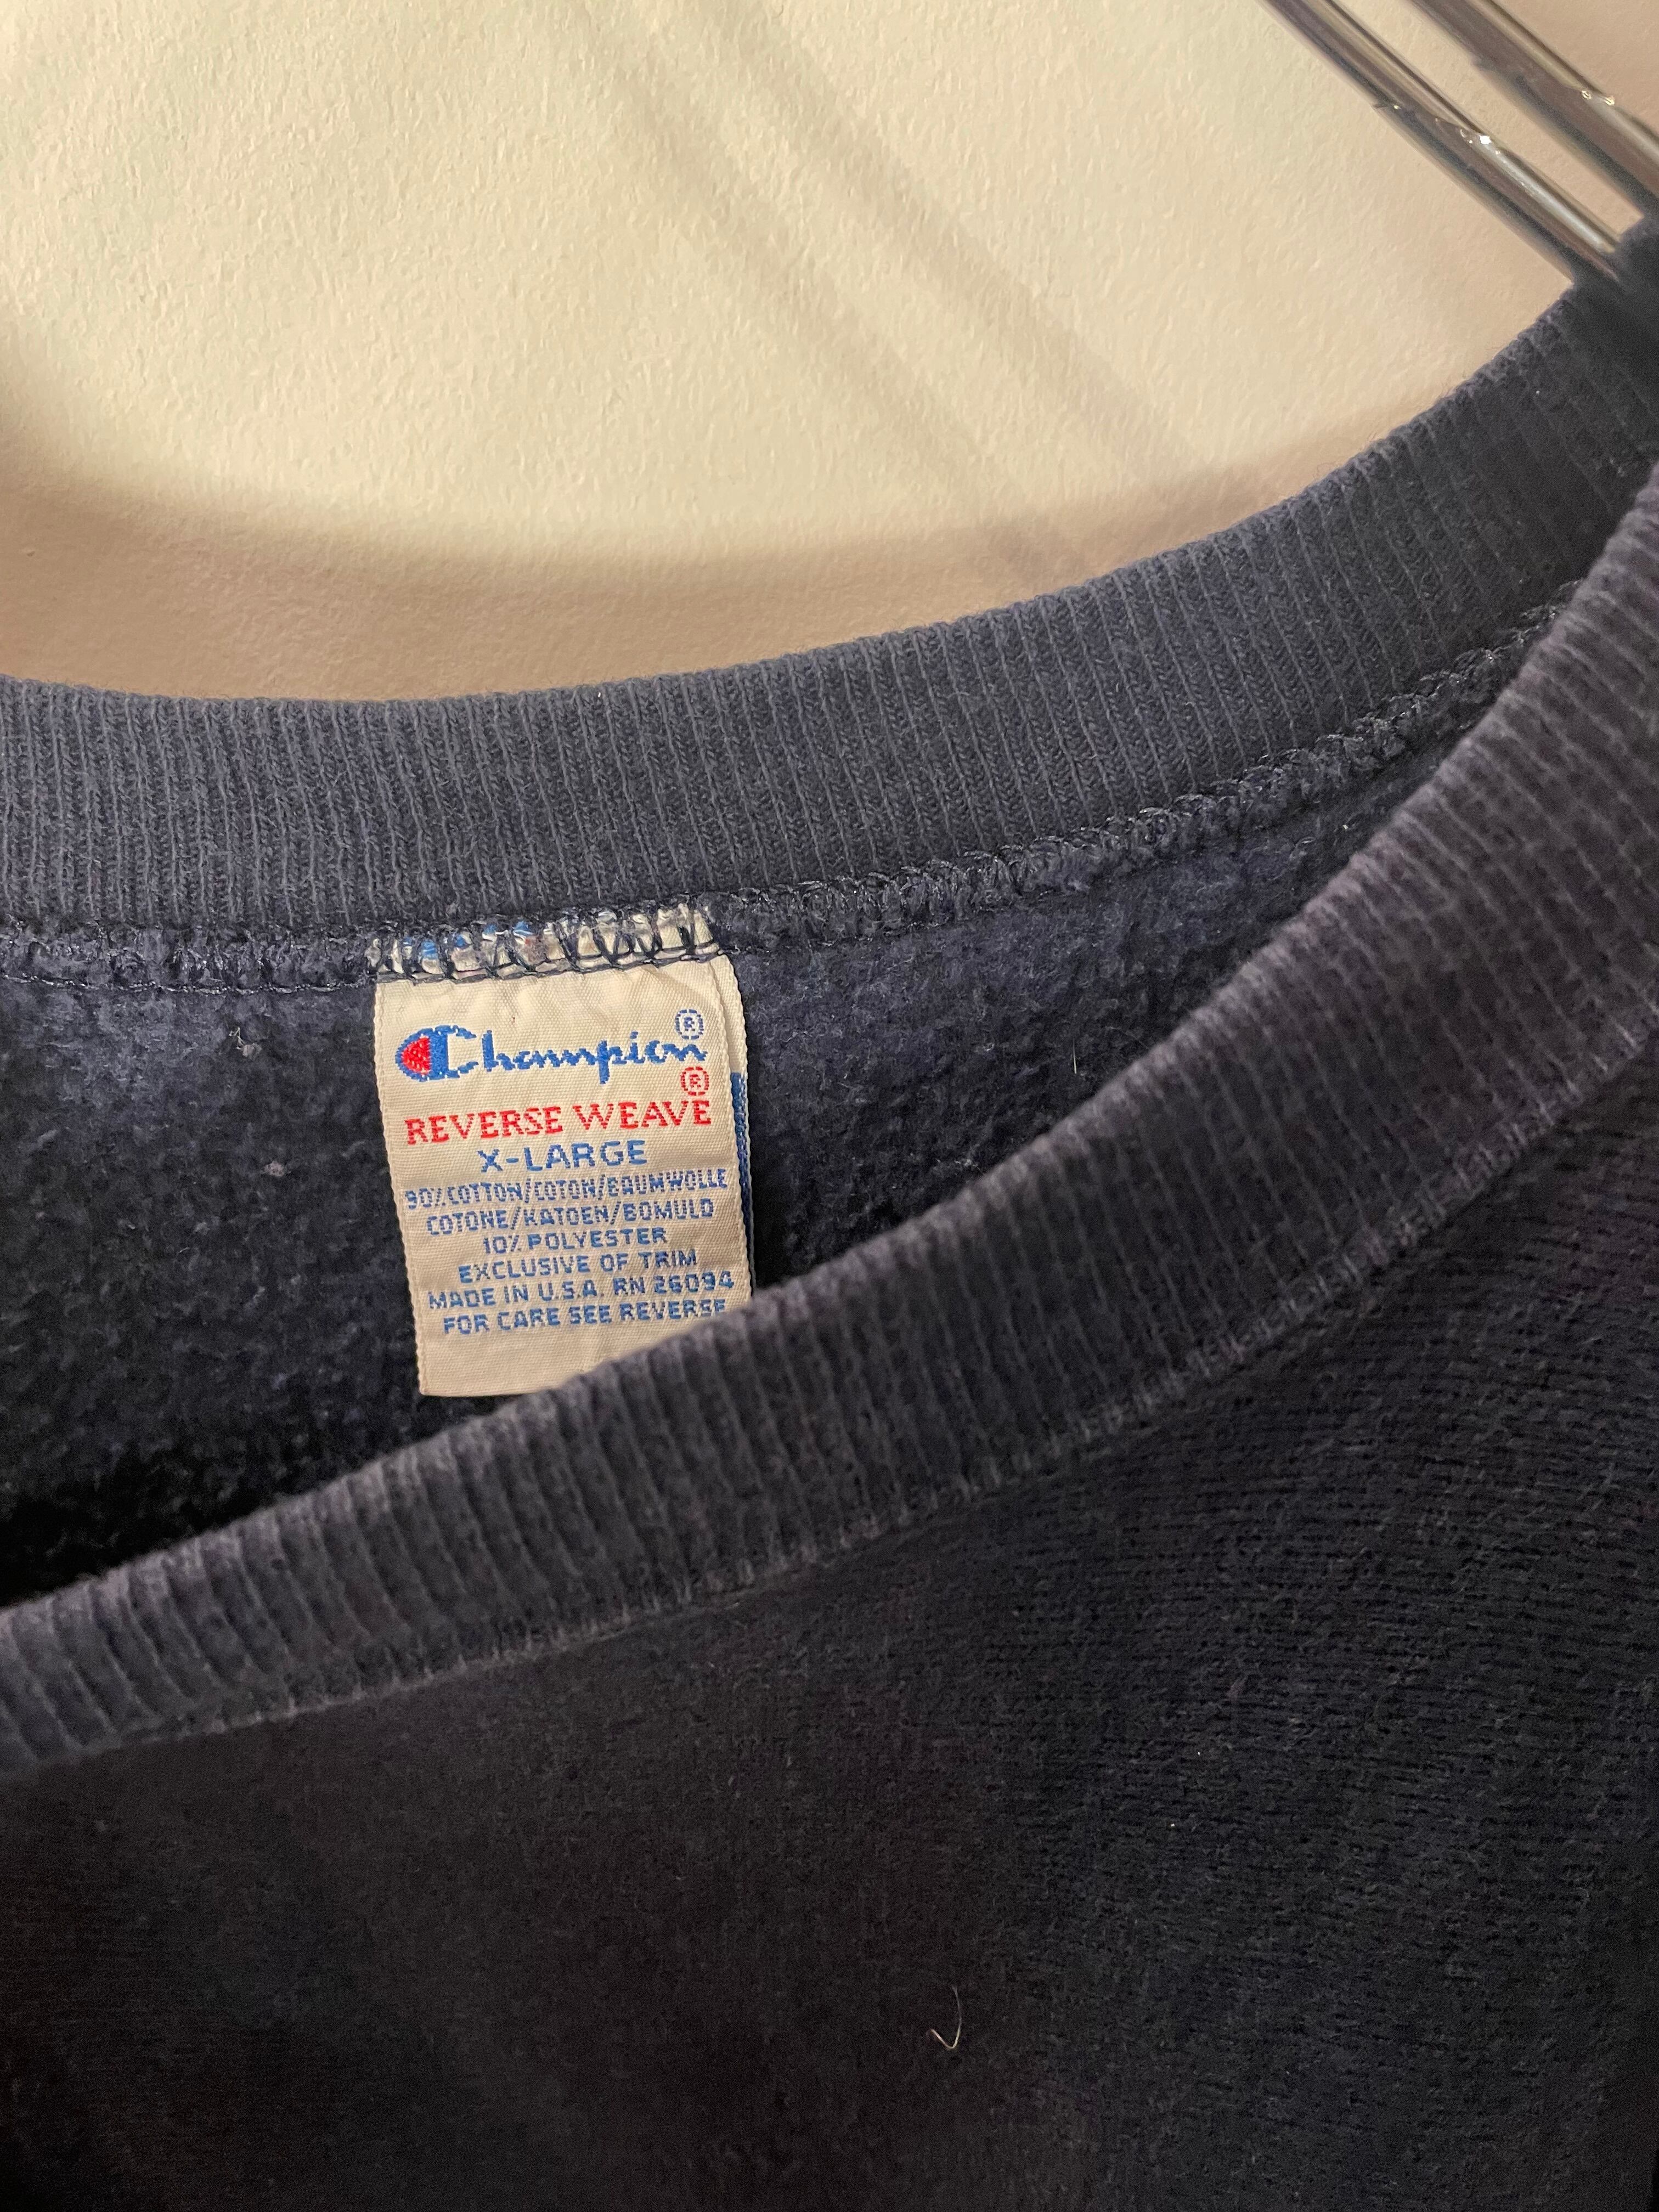 Champion®
REVERSE WEAVE®
X-LARGE
90% COTTON/COTON/BAUMWOLLE
COTONE/KATOEN/BOMULD
10% POLYESTER
EXCLUSIVE OF TRIM
MADE IN U.S.A. RN 26094
FOR CARE SEE REVERSE